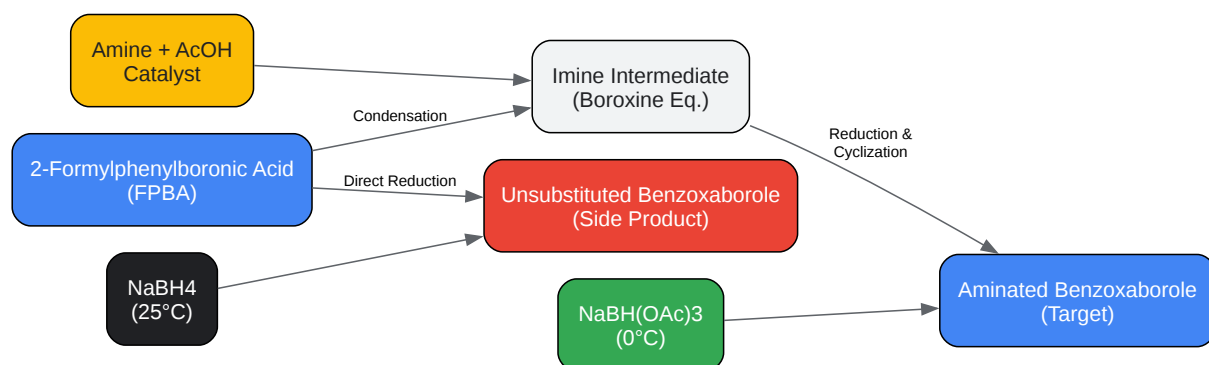 Amine + AcOH
Catalyst
Imine Intermediate
(Boroxine Eq.)
Condensation
Reduction &
Cyclization
2-Formylphenylboronic Acid
(FPBA)
Direct Reduction
Unsubstituted Benzoxaborole
(Side Product)
NaBH4
(25°C)
NaBH(OAc)3
(0°C)
Aminated Benzoxaborole
(Target)